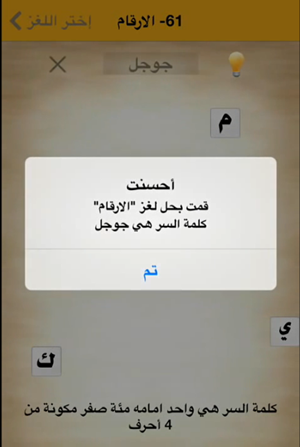 61- الارقام
إختر اللغز
جوجل
م
أحسنت
قمت بحل لغز "الارقام"
كلمة السر هي جوجل
تم
ي
ك
كلمة السر هي واحد امامه مئة صفر مكونة من
4 أحرف